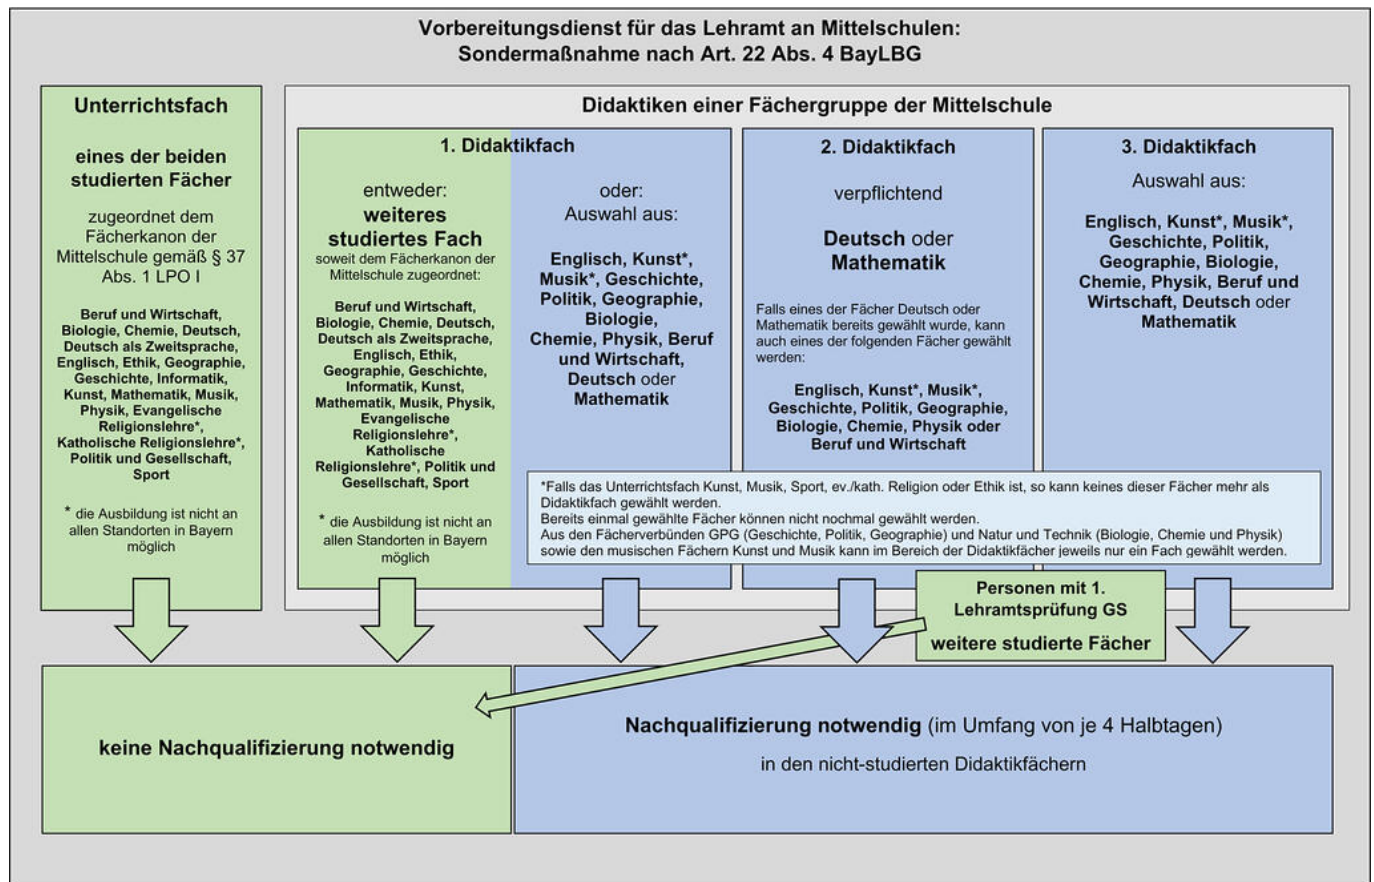 Vorbereitungsdienst für das Lehramt an Mittelschulen:
Sondermaßnahme nach Art. 22 Abs. 4 BayLBG
Unterrichtsfach
eines der beiden
studierten Fächer
zugeordnet dem
Fächerkanon der
Mittelschule gemäß § 37
Abs. 1 LPO I
Beruf und Wirtschaft,
Biologie, Chemie, Deutsch,
Deutsch als Zweitsprache,
Englisch, Ethik, Geographie,
Geschichte, Informatik,
Kunst, Mathematik, Musik,
Physik, Evangelische
Religionslehre*,
Katholische Religionslehre*,
Politik und Gesellschaft,
Sport
* die Ausbildung ist nicht an
allen Standorten in Bayern
möglich
Didaktiken einer Fächergruppe der Mittelschule
1. Didaktikfach
entweder:
weiteres
studiertes Fach
soweit dem Fächerkanon der
Mittelschule zugeordnet:
Beruf und Wirtschaft,
Biologie, Chemie, Deutsch,
Deutsch als Zweitsprache,
Englisch, Ethik,
Geographie, Geschichte,
Informatik, Kunst,
Mathematik, Musik, Physik,
Evangelische
Religionslehre*,
Katholische
Religionslehre*, Politik und
Gesellschaft, Sport
* die Ausbildung ist nicht an
allen Standorten in Bayern
möglich
oder:
Auswahl aus:
Englisch, Kunst*,
Musik*, Geschichte,
Politik, Geographie,
Biologie,
Chemie, Physik, Beruf
und Wirtschaft,
Deutsch oder
Mathematik
2. Didaktikfach
verpflichtend
Deutsch oder
Mathematik
Falls eines der Fächer Deutsch oder
Mathematik bereits gewählt wurde, kann
auch eines der folgenden Fächer gewählt
werden:
Englisch, Kunst*, Musik*,
Geschichte, Politik, Geographie,
Biologie, Chemie, Physik oder
Beruf und Wirtschaft
3. Didaktikfach
Auswahl aus:
Englisch, Kunst*, Musik*,
Geschichte, Politik,
Geographie, Biologie,
Chemie, Physik, Beruf und
Wirtschaft, Deutsch oder
Mathematik
*Falls das Unterrichtsfach Kunst, Musik, Sport, ev./kath. Religion oder Ethik ist, so kann keines dieser Fächer mehr als
Didaktikfach gewählt werden.
Bereits einmal gewählte Fächer können nicht nochmal gewählt werden.
Aus den Fächerverbünden GPG (Geschichte, Politik, Geographie) und Natur und Technik (Biologie, Chemie und Physik)
sowie den musischen Fächern Kunst und Musik kann im Bereich der Didaktikfächer jeweils nur ein Fach gewählt werden.
Personen mit 1.
Lehramtsprüfung GS
weitere studierte Fächer
keine Nachqualifizierung notwendig
Nachqualifizierung notwendig (im Umfang von je 4 Halbtagen)
in den nicht-studierten Didaktikfächern